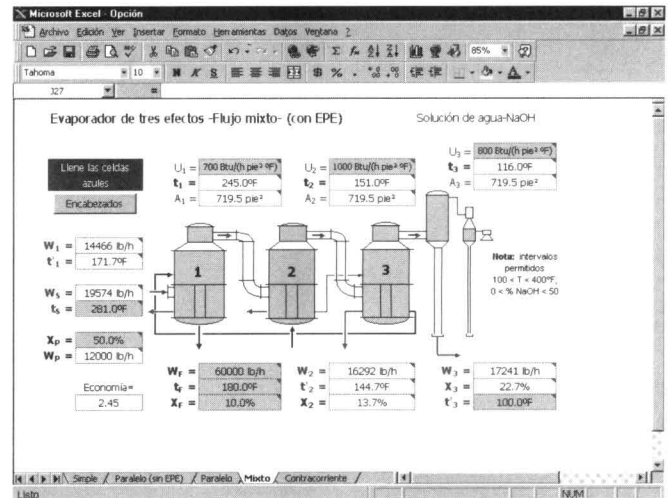 Microsoft Excel - Opción
Archivo Edición Ver Insertar Formato Herramientas Datos Ventana ?
85%
Tahoma 10 N K S
J27 =
Evaporador de tres efectos -Flujo mixto- (con EPE) Solución de agua-NaOH
Llene las celdas azules
Encabezados
U₁ = 700 Btu/(h pie² ºF)
t₁ = 245.0ºF
A₁ = 719.5 pie²
U₂ = 1000 Btu/(h pie² ºF)
t₂ = 151.0ºF
A₂ = 719.5 pie²
U₃ = 800 Btu/(h pie² ºF)
t₃ = 116.0ºF
A₃ = 719.5 pie²
W₁ = 14466 lb/h
t'₁ = 171.7ºF
Wₛ = 19574 lb/h
tₛ = 281.0ºF
X_P = 50.0%
W_P = 12000 lb/h
Economía=
2.45
1
2
3
Nota: intervalos
permitidos
100 < T < 400ºF,
0 < % NaOH < 50
W_F = 60000 lb/h
t_F = 180.0ºF
X_F = 10.0%
W₂ = 16292 lb/h
t'₂ = 144.7ºF
X₂ = 13.7%
W₃ = 17241 lb/h
X₃ = 22.7%
t'₃ = 100.0ºF
Simple / Paralelo (sin EPE) / Paralelo / Mixto / Contracorriente
Listo NUM